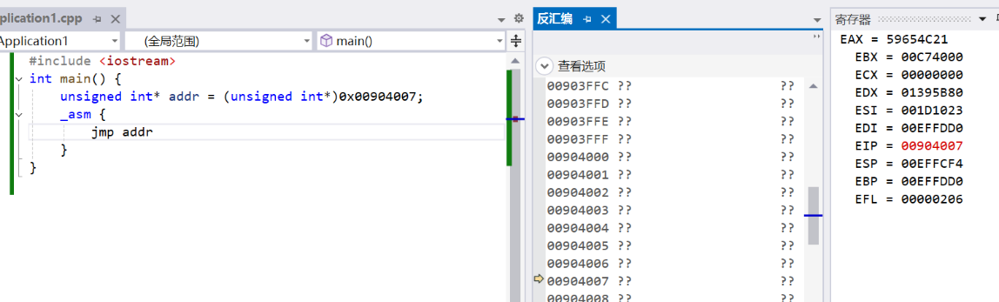 plication1.cpp
Application1
(全局范围)
main()
#include <iostream>
int main() {
unsigned int* addr = (unsigned int*)0x00904007;
_asm {
jmp addr
}
}
反汇编
查看选项
00903FFC ?? ??
00903FFD ?? ??
00903FFE ?? ??
00903FFF ?? ??
00904000 ?? ??
00904001 ?? ??
00904002 ?? ??
00904003 ?? ??
00904004 ?? ??
00904005 ?? ??
00904006 ?? ??
00904007 ?? ??
00904008 ?? ??
寄存器
EAX = 59654C21
EBX = 00C74000
ECX = 00000000
EDX = 01395B80
ESI = 001D1023
EDI = 00EFFDD0
EIP = 00904007
ESP = 00EFFCF4
EBP = 00EFFDD0
EFL = 00000206